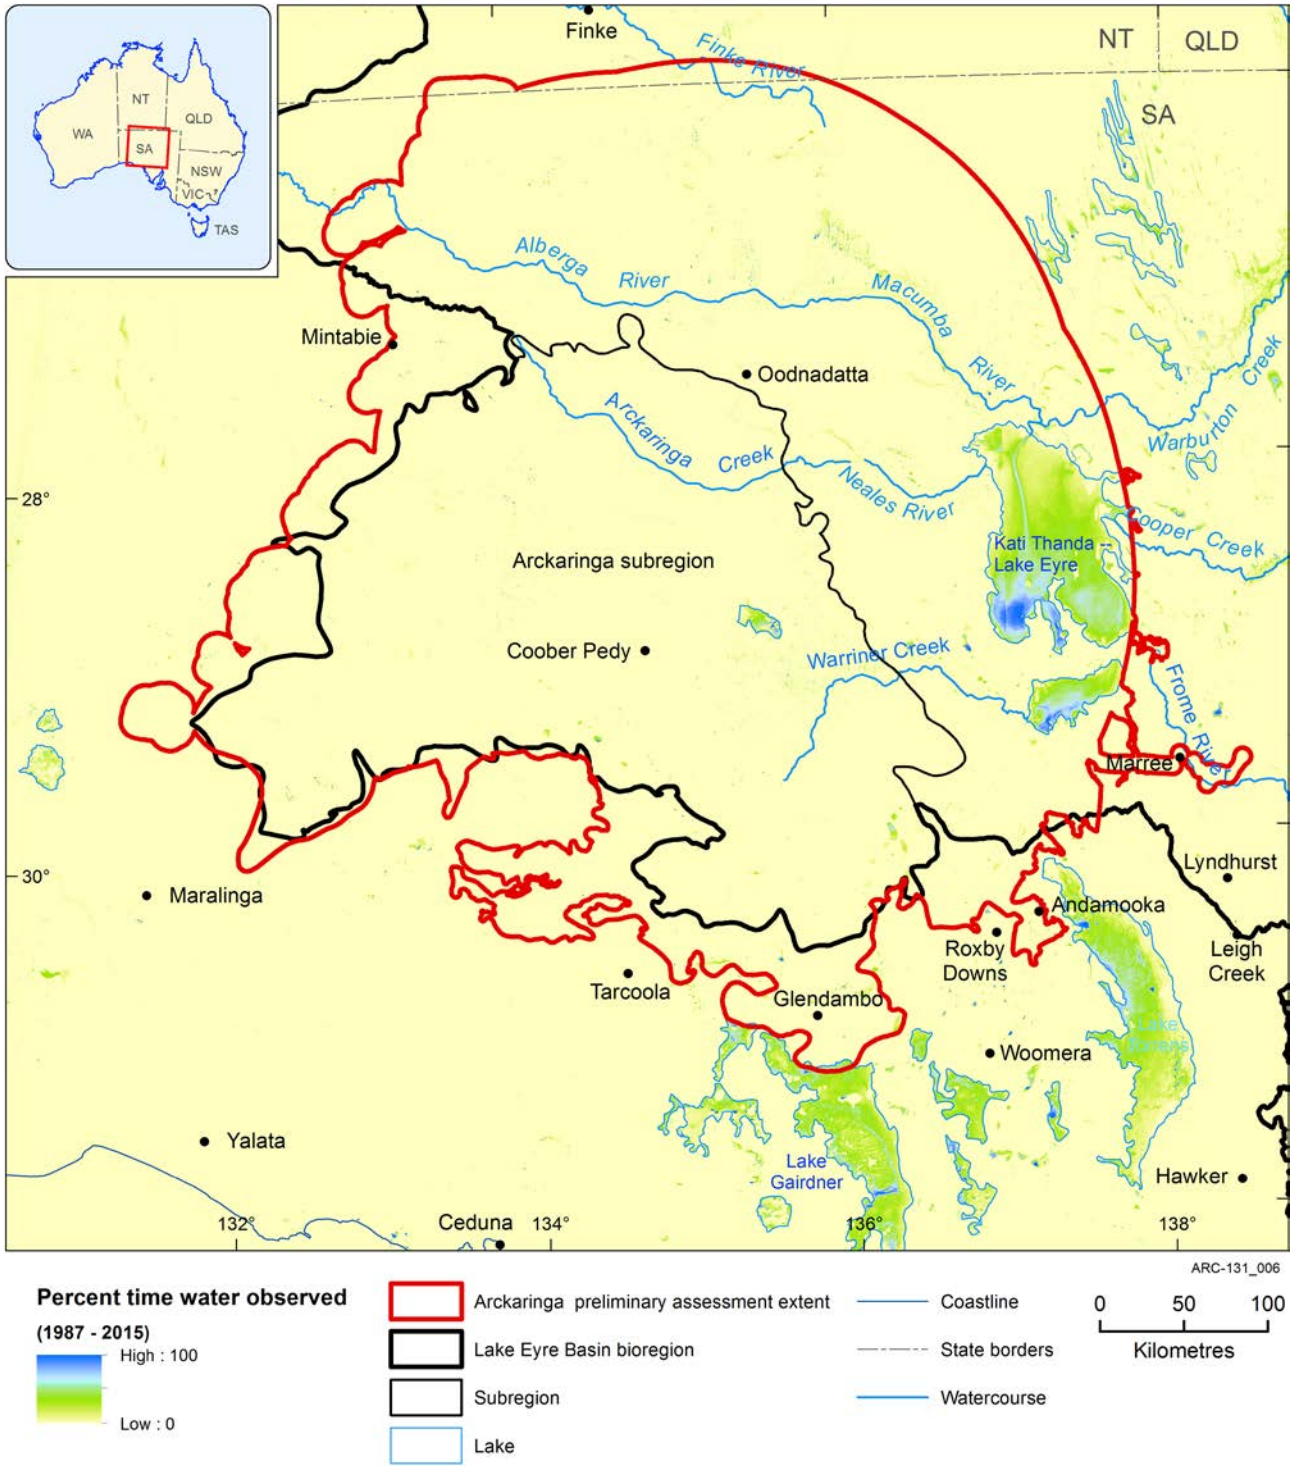 Finke
NT
QLD
SA
Finke River
NT
WA
QLD
SA
NSW
VIC
TAS
Alberga
River
Macumba
River
Mintabie
Oodnadatta
Creek
Warburton
Arckaringa
Creek
Neales River
28°
Cooper Creek
Kati Thanda --
Lake Eyre
Arckaringa subregion
Coober Pedy
Warriner Creek
Frome River
Marree
Lyndhurst
30°
Maralinga
Andamooka
Roxby
Downs
Leigh
Creek
Tarcoola
Glendambo
Lake
Torrens
Woomera
Yalata
Lake
Gairdner
Hawker
Ceduna
132°
134°
136°
138°
ARC-131_006
Percent time water observed
(1987 - 2015)
High : 100
Low : 0
Arckaringa preliminary assessment extent
Lake Eyre Basin bioregion
Subregion
Lake
Coastline
State borders
Watercourse
0 50 100
Kilometres